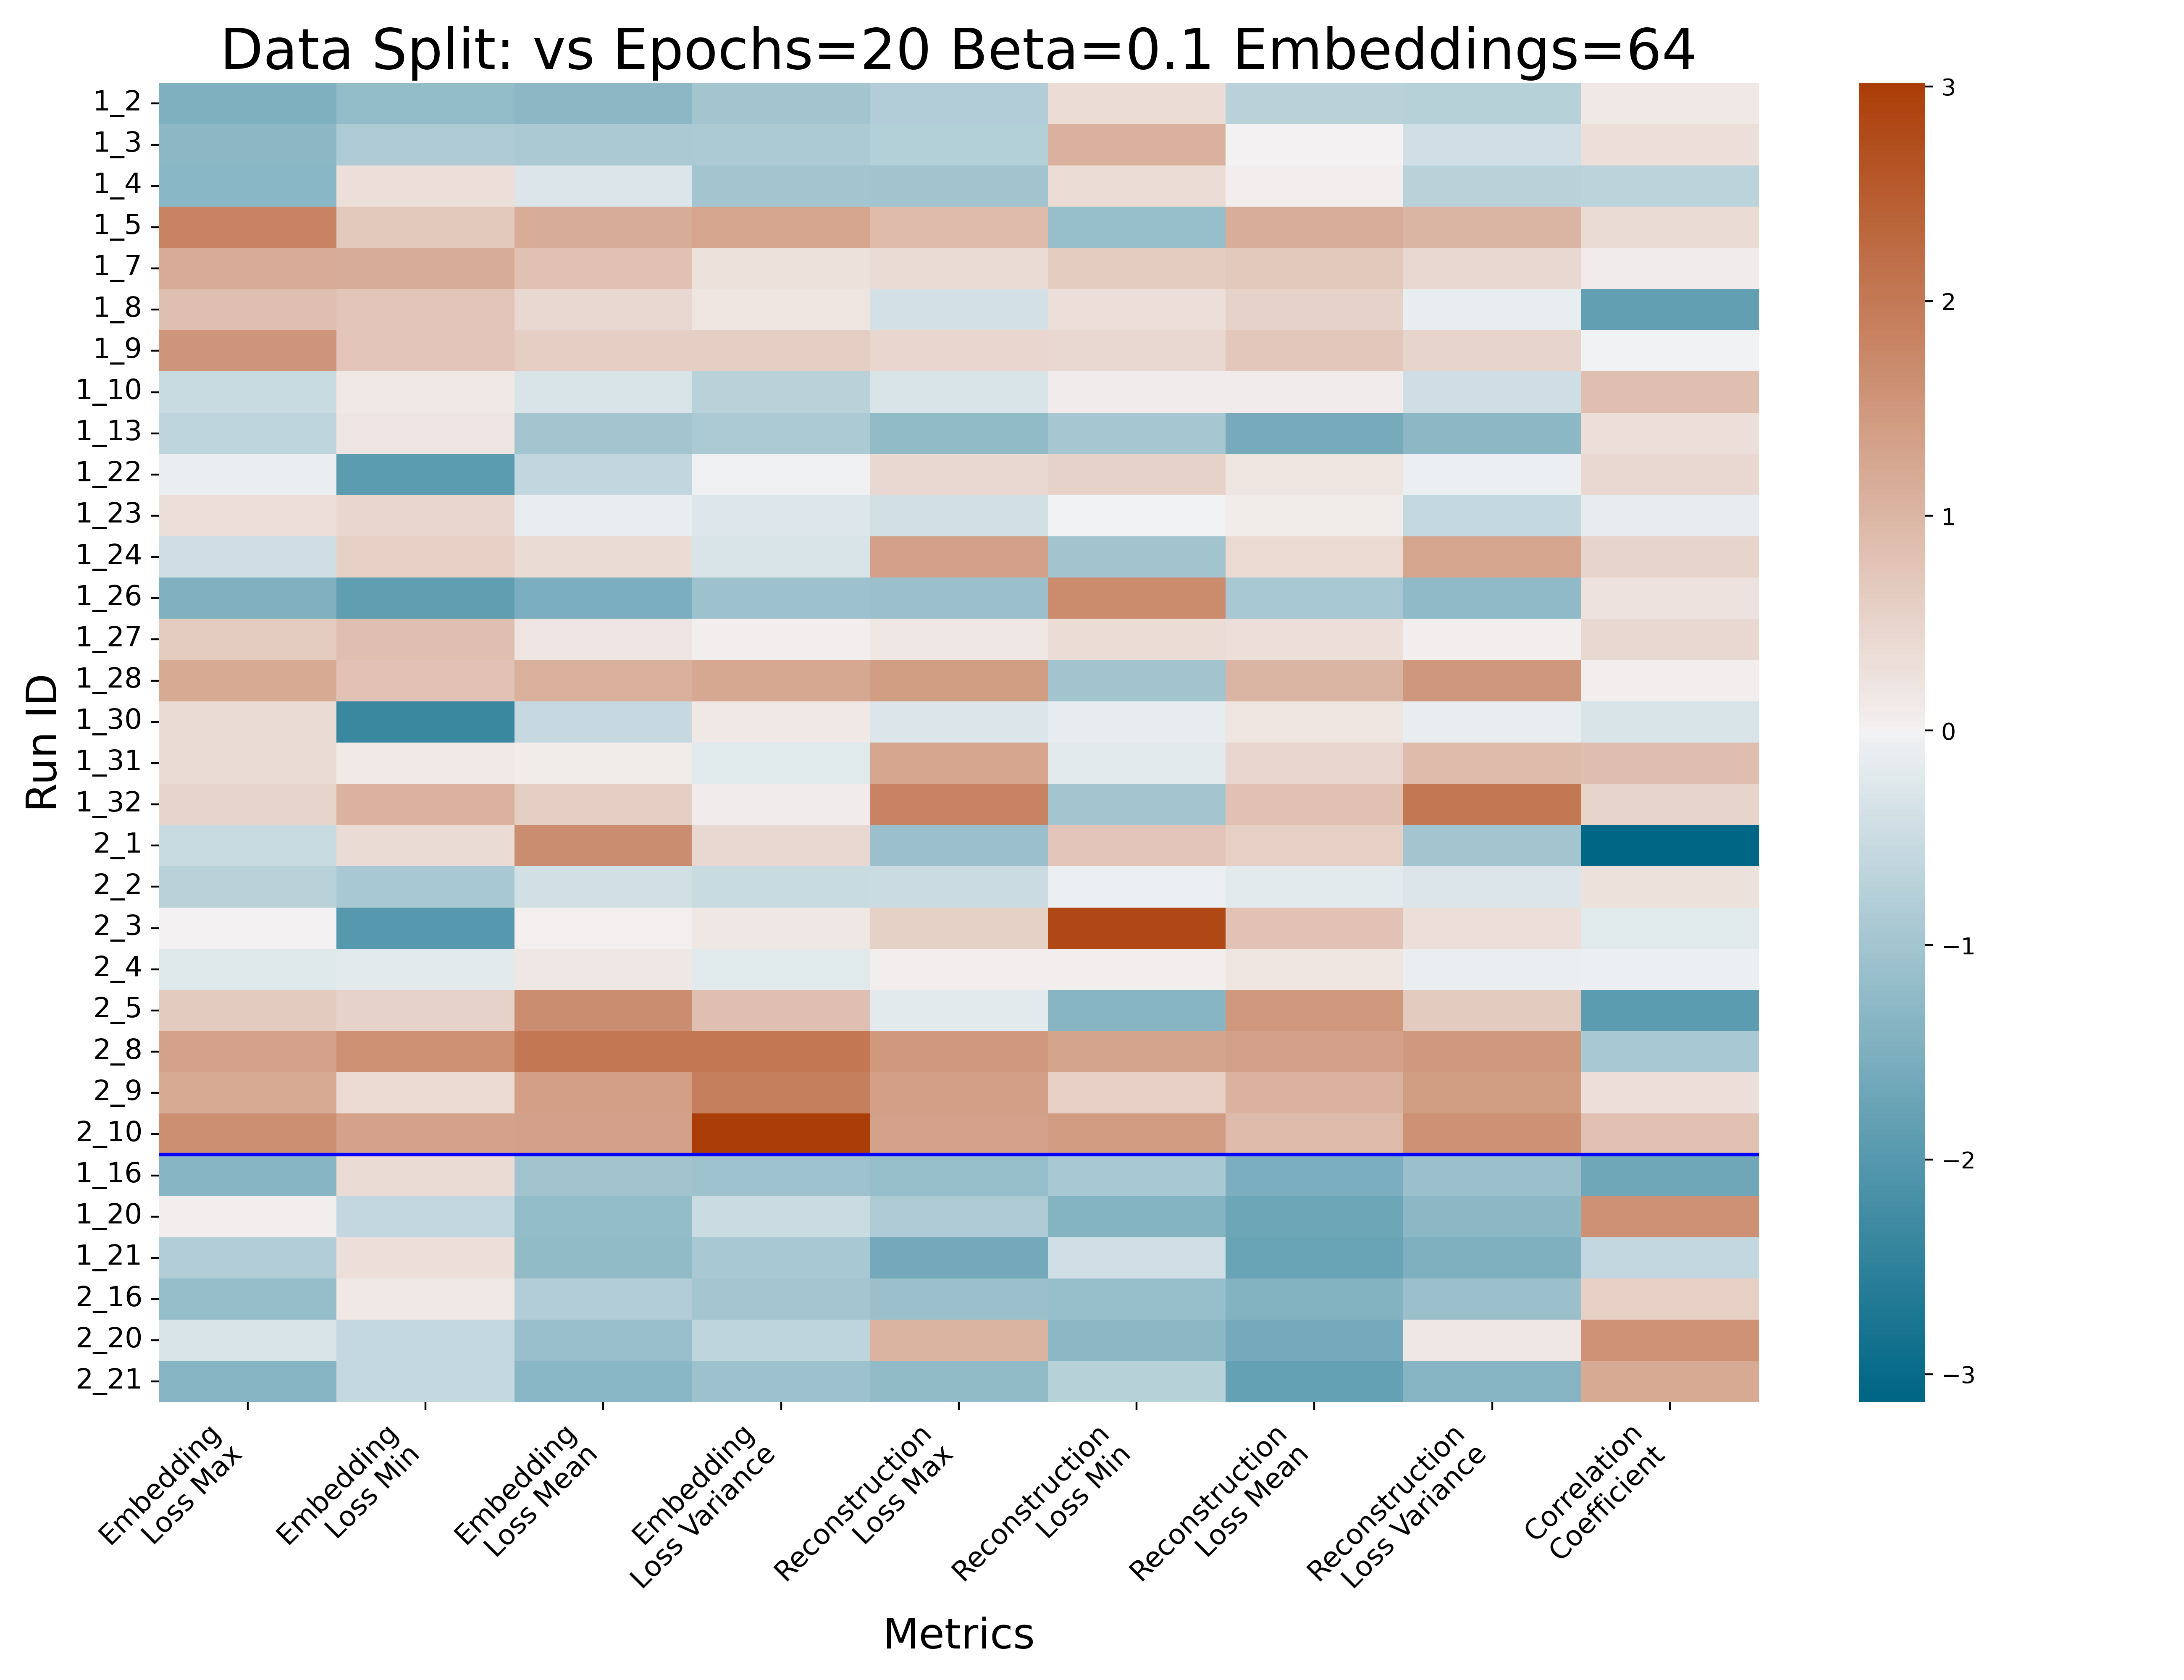 Data Split: vs Epochs=20 Beta=0.1 Embeddings=64
Run ID
1_2
1_3
1_4
1_5
1_7
1_8
1_9
1_10
1_13
1_22
1_23
1_24
1_26
1_27
1_28
1_30
1_31
1_32
2_1
2_2
2_3
2_4
2_5
2_8
2_9
2_10
1_16
1_20
1_21
2_16
2_20
2_21
Embedding
Loss Max
Embedding
Loss Min
Embedding
Loss Mean
Embedding
Loss Variance
Reconstruction
Loss Max
Reconstruction
Loss Min
Reconstruction
Loss Mean
Reconstruction
Loss Variance
Correlation
Coefficient
Metrics
3
2
1
0
−1
−2
−3